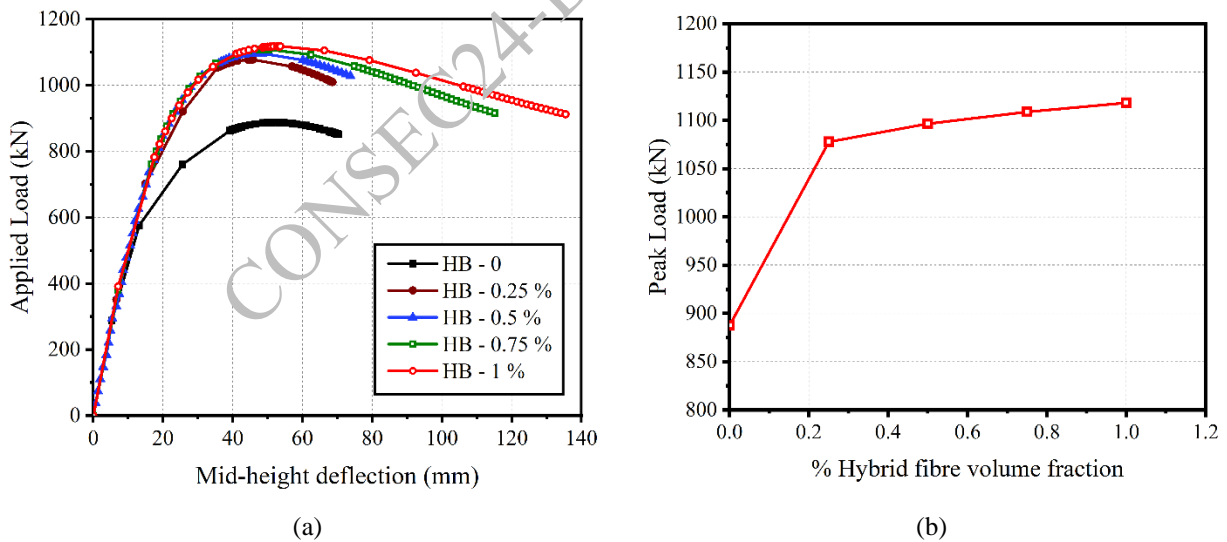 CONSEC24-
1200
1000
800
600
400
200
0
0 20 40 60 80 100 120 140
Applied Load (kN)
Mid-height deflection (mm)
HB - 0
HB - 0.25 %
HB - 0.5 %
HB - 0.75 %
HB - 1 %
(a)
1200
1150
1100
1050
1000
950
900
850
800
0.0 0.2 0.4 0.6 0.8 1.0 1.2
Peak Load (kN)
% Hybrid fibre volume fraction
(b)